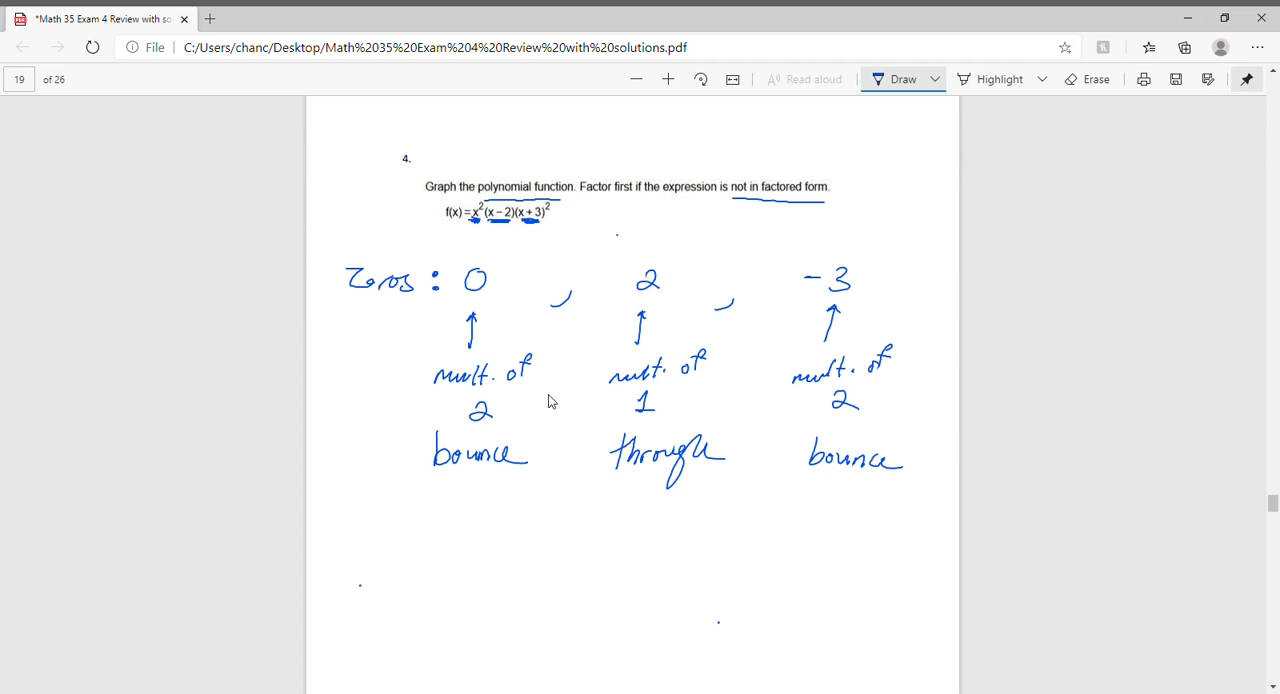 *Math 35 Exam 4 Review with so
File C:/Users/chanc/Desktop/Math%2035%20Exam%204%20Review%20with%20solutions.pdf
19 of 26 Read aloud Draw Highlight Erase
4.
Graph the polynomial function. Factor first if the expression is not in factored form.
f(x) = x²(x − 2)(x + 3)²
Zeros : 0 , 2 , − 3
mult. of mult. of mult. of
2 1 2
bounce through bounce